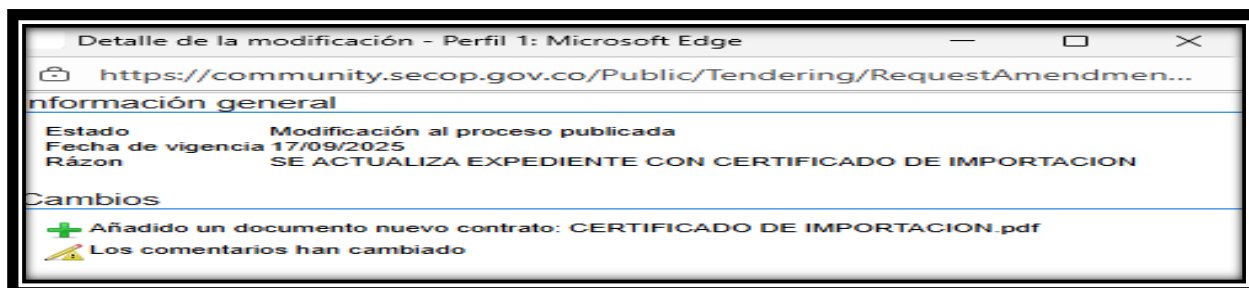 Detalle de la modificación - Perfil 1: Microsoft Edge
https://community.secop.gov.co/Public/Tendering/RequestAmendmen...
nformación general
Estado Modificación al proceso publicada
Fecha de vigencia 17/09/2025
Rázon SE ACTUALIZA EXPEDIENTE CON CERTIFICADO DE IMPORTACION
Cambios
Añadido un documento nuevo contrato: CERTIFICADO DE IMPORTACION.pdf
Los comentarios han cambiado